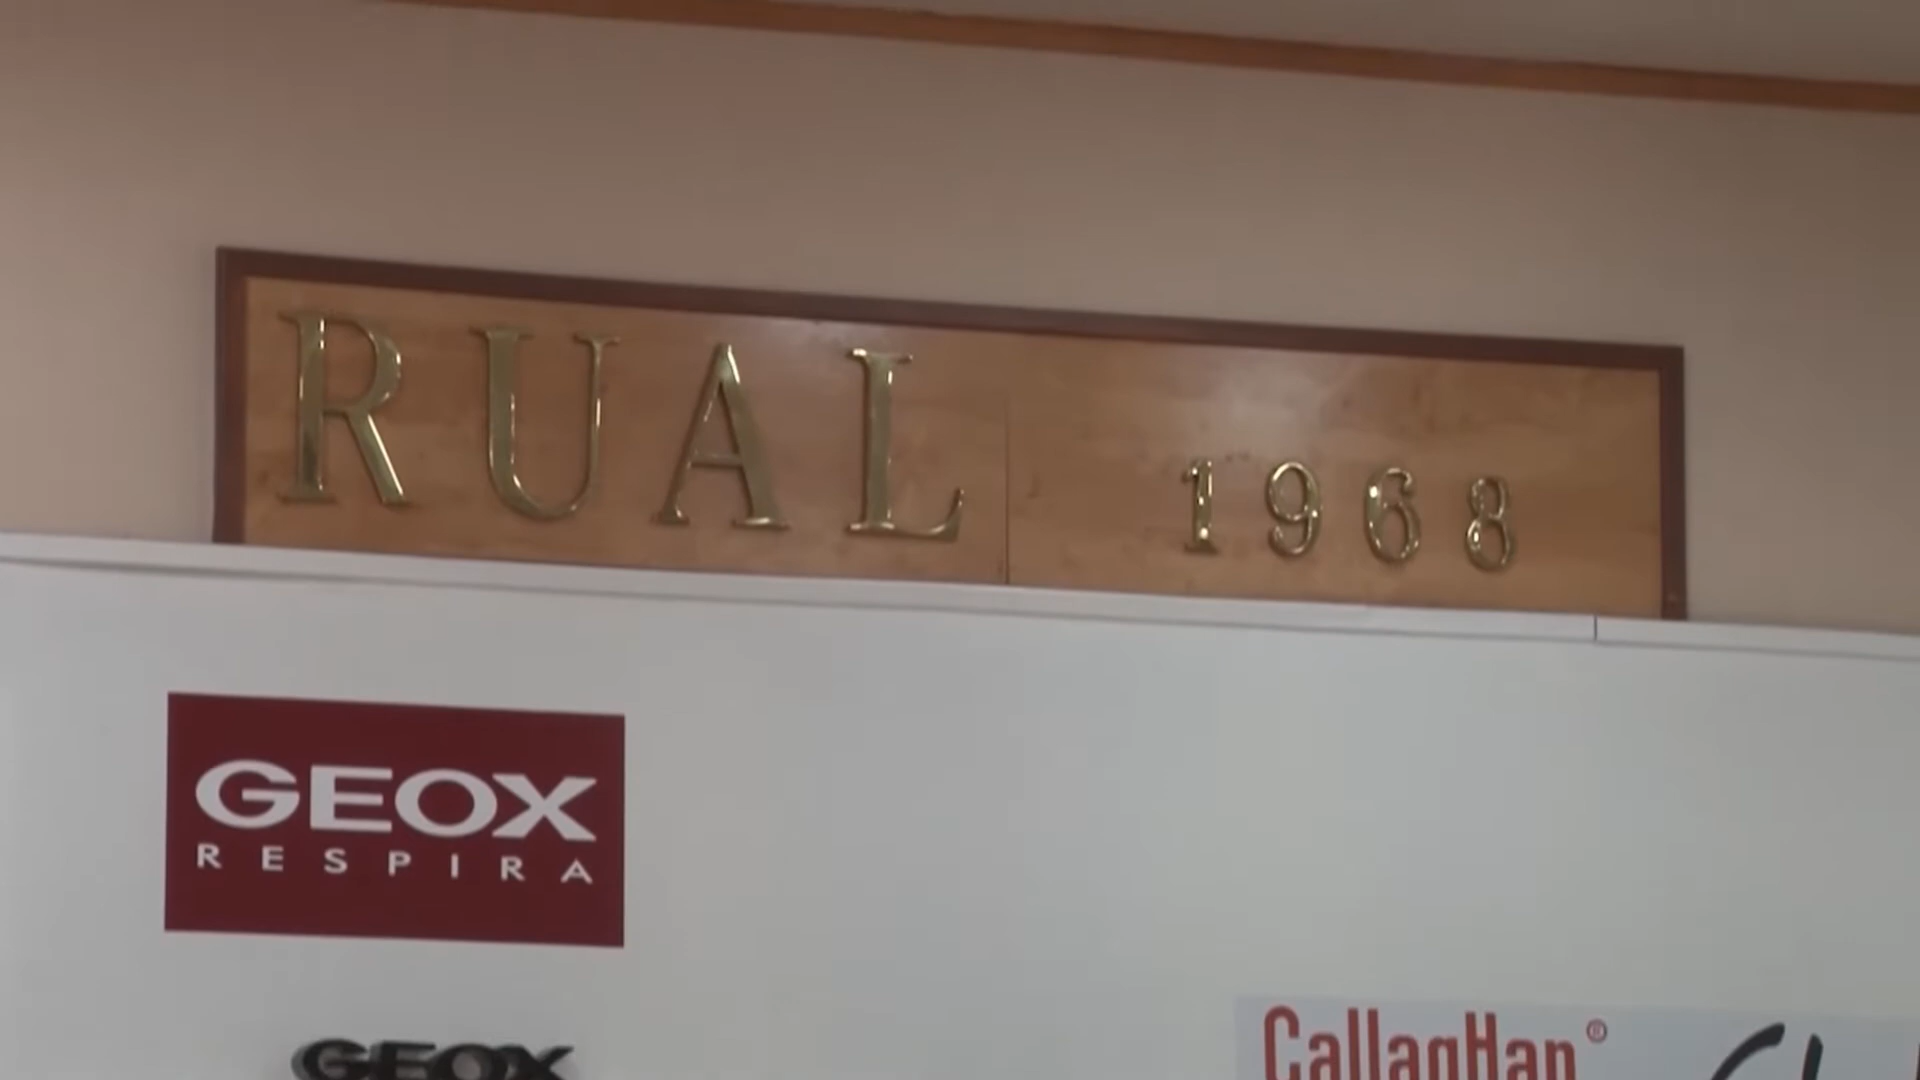 RUAL 1968
GEOX
RESPIRA
GEOX
CallagHan®